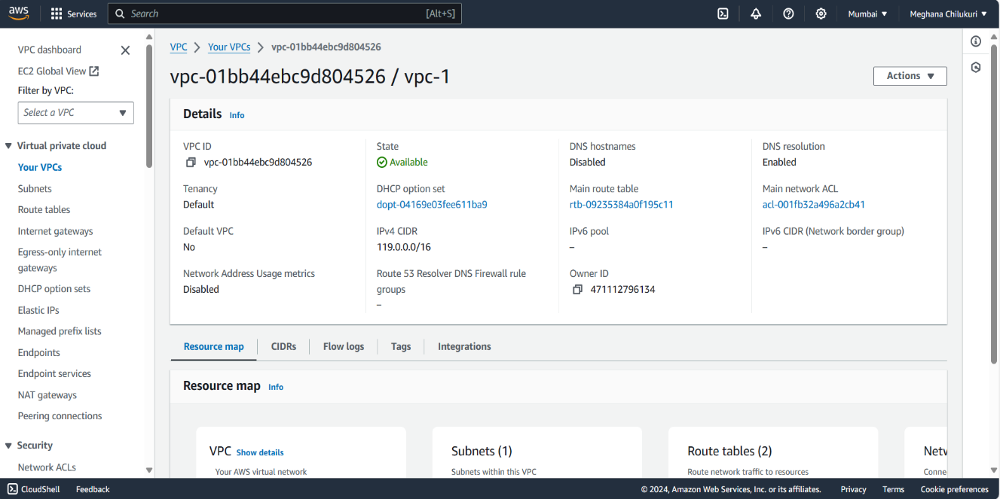 aws
Services
Search
[Alt+S]
Mumbai
Meghana Chilukuri
VPC dashboard
EC2 Global View
Filter by VPC:
Select a VPC
Virtual private cloud
Your VPCs
Subnets
Route tables
Internet gateways
Egress-only internet
gateways
DHCP option sets
Elastic IPs
Managed prefix lists
Endpoints
Endpoint services
NAT gateways
Peering connections
Security
Network ACLs
VPC
Your VPCs
vpc-01bb44ebc9d804526
vpc-01bb44ebc9d804526 / vpc-1
Actions
Details Info
VPC ID
vpc-01bb44ebc9d804526
State
Available
DNS hostnames
Disabled
DNS resolution
Enabled
Tenancy
Default
DHCP option set
dopt-04169e03fee611ba9
Main route table
rtb-09235384a0f195c11
Main network ACL
acl-001fb32a496a2cb41
Default VPC
No
IPv4 CIDR
119.0.0.0/16
IPv6 pool
–
IPv6 CIDR (Network border group)
–
Network Address Usage metrics
Disabled
Route 53 Resolver DNS Firewall rule
groups
–
Owner ID
471112796134
Resource map
CIDRs
Flow logs
Tags
Integrations
Resource map Info
VPC Show details
Your AWS virtual network
Subnets (1)
Subnets within this VPC
Route tables (2)
Route network traffic to resources
Netv
Conne
CloudShell
Feedback
© 2024, Amazon Web Services, Inc. or its affiliates.
Privacy
Terms
Cookie preferences